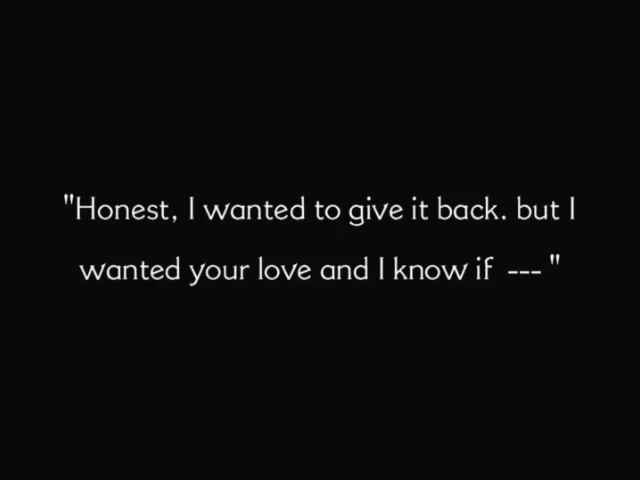 "Honest, I wanted to give it back. but I
wanted your love and I know if --- "